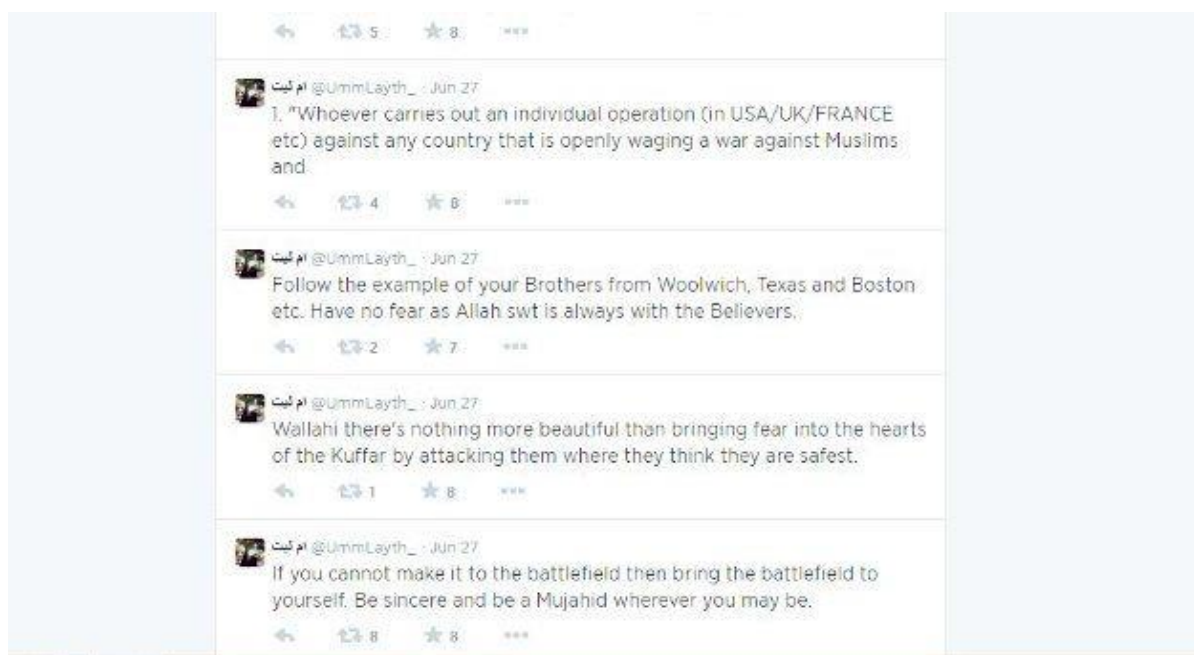 5 8
ام ليث @UmmLayth_ · Jun 27
1. "Whoever carries out an individual operation (in USA/UK/FRANCE
etc) against any country that is openly waging a war against Muslims
and
4 8
ام ليث @UmmLayth_ · Jun 27
Follow the example of your Brothers from Woolwich, Texas and Boston
etc. Have no fear as Allah swt is always with the Believers.
2 7
ام ليث @UmmLayth_ · Jun 27
Wallahi there's nothing more beautiful than bringing fear into the hearts
of the Kuffar by attacking them where they think they are safest.
1 8
ام ليث @UmmLayth_ · Jun 27
If you cannot make it to the battlefield then bring the battlefield to
yourself. Be sincere and be a Mujahid wherever you may be.
8 8